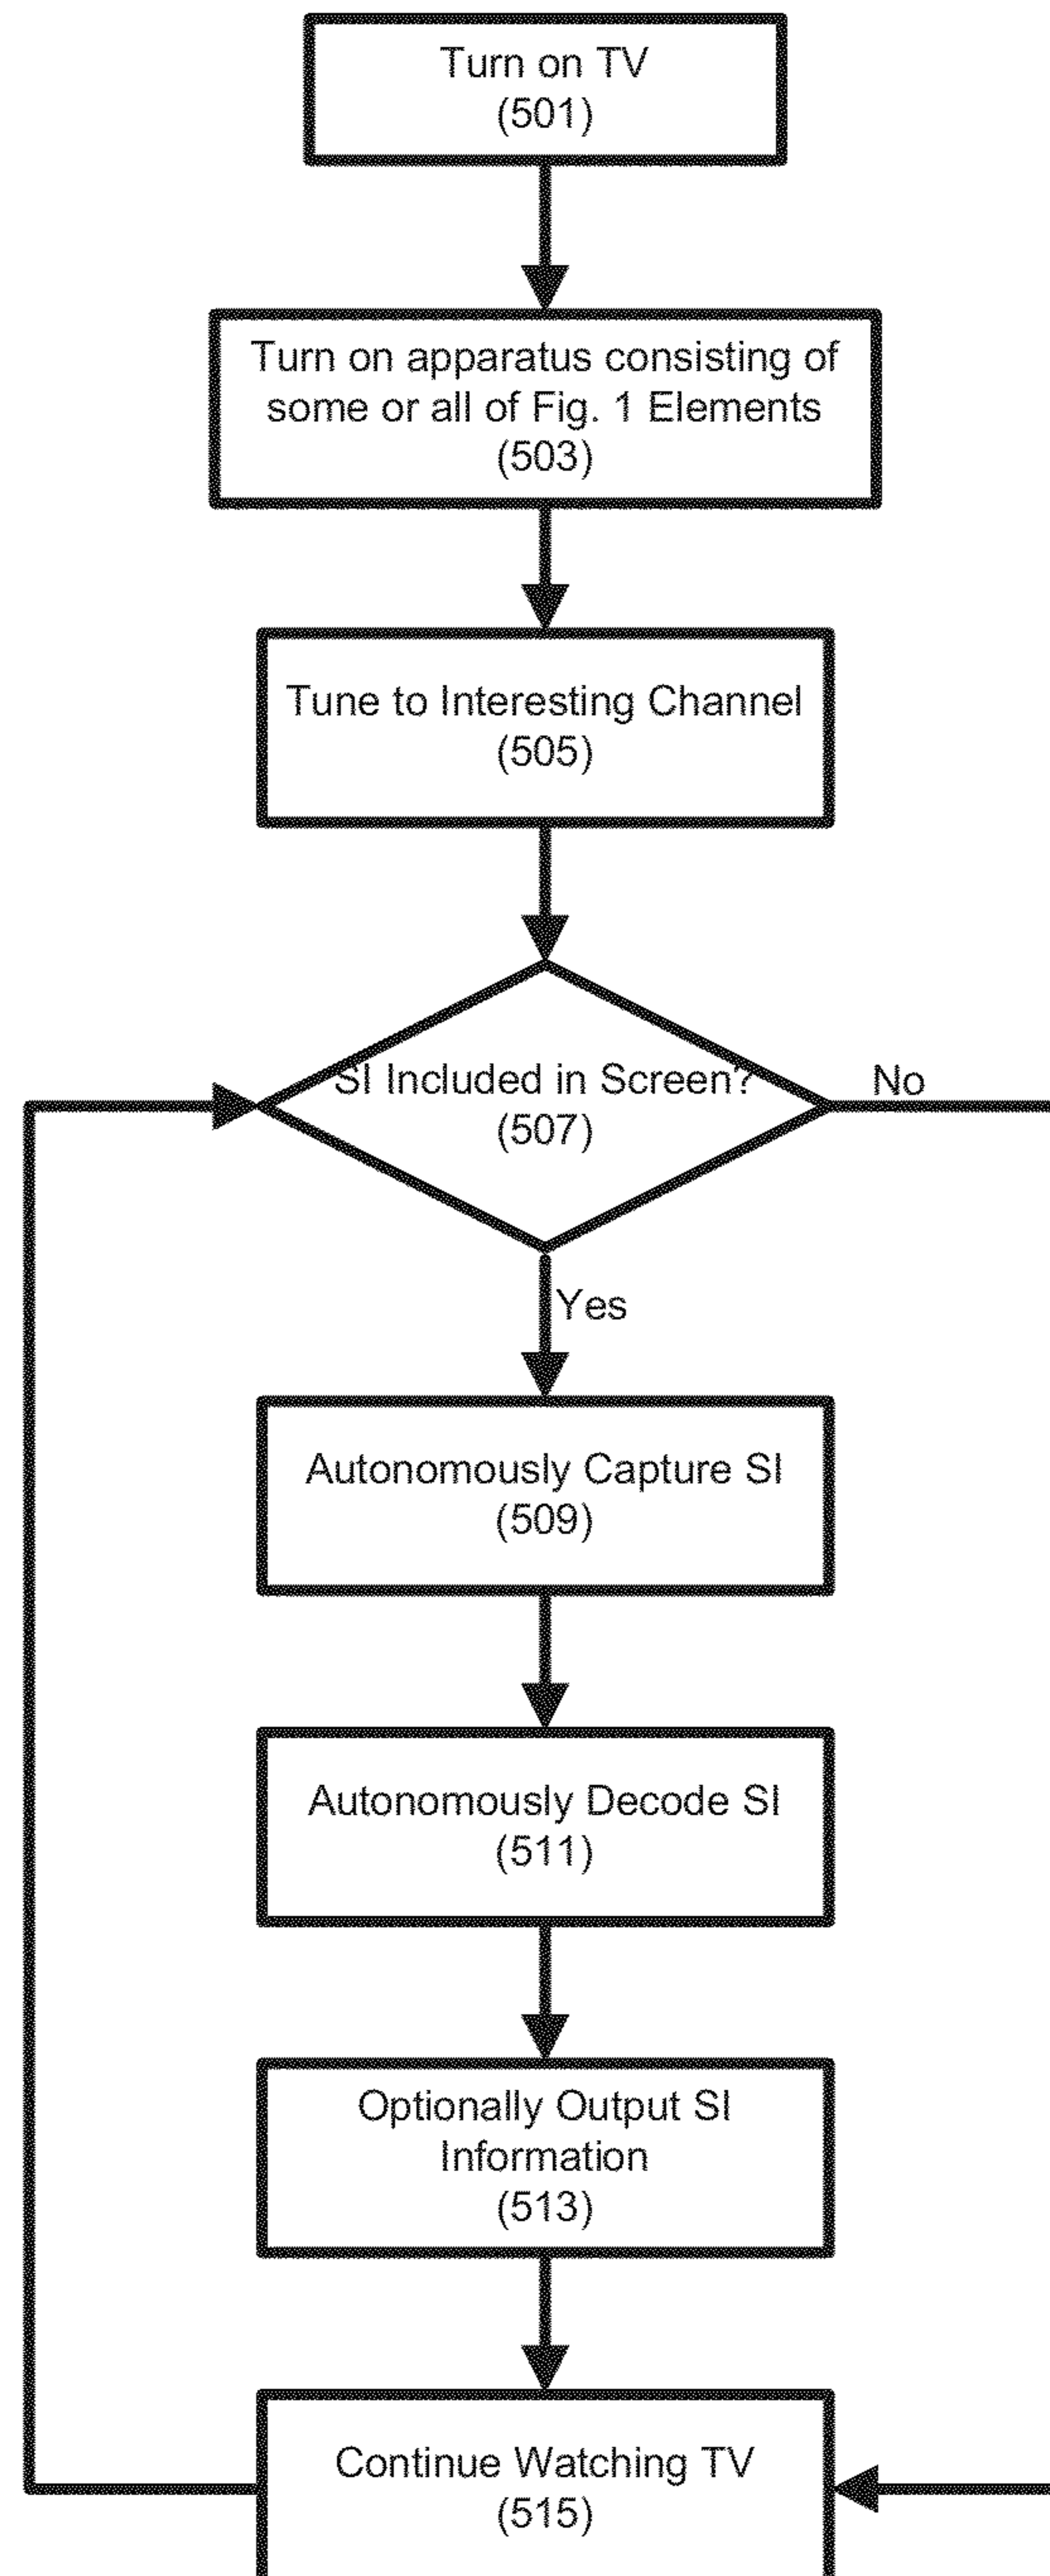 Turn on TV
(501)
Turn on apparatus consisting of
some or all of Fig. 1 Elements
(503)
Tune to Interesting Channel
(505)
SI Included in Screen?
(507)
No
Yes
Autonomously Capture SI
(509)
Autonomously Decode SI
(511)
Optionally Output SI
Information
(513)
Continue Watching TV
(515)